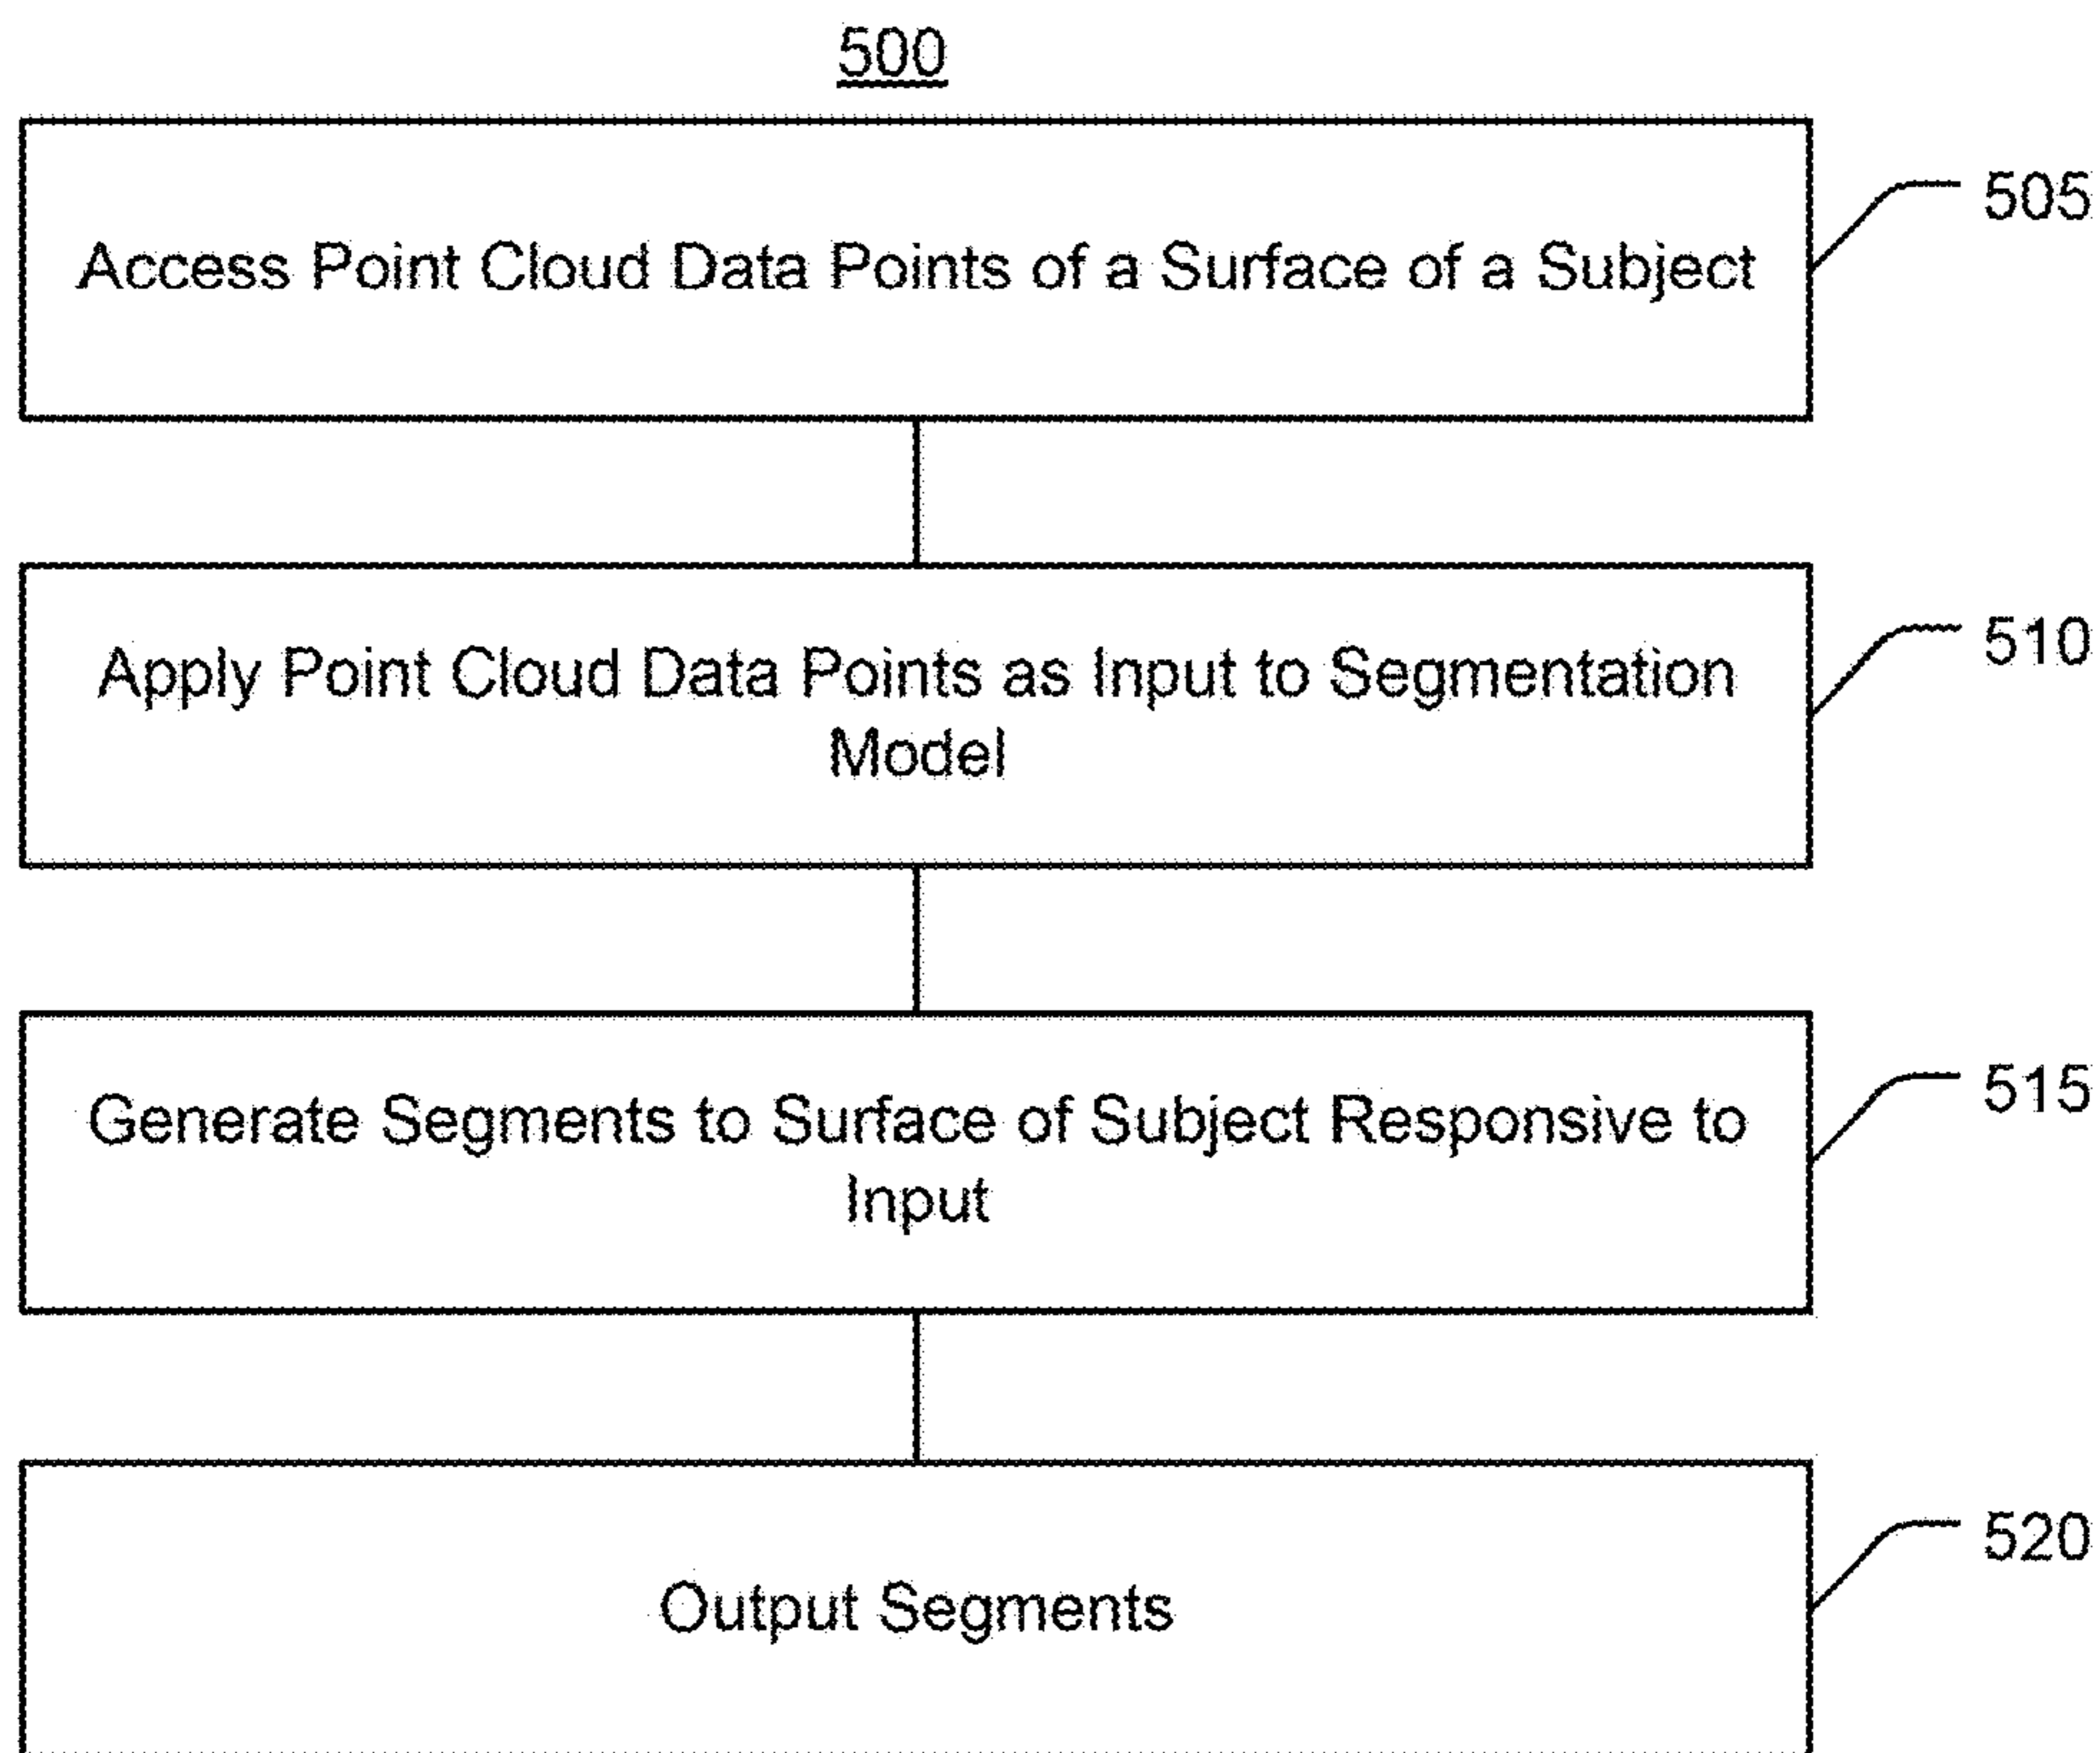 500
Access Point Cloud Data Points of a Surface of a Subject
505
Apply Point Cloud Data Points as Input to Segmentation
Model
510
Generate Segments to Surface of Subject Responsive to
Input
515
Output Segments
520